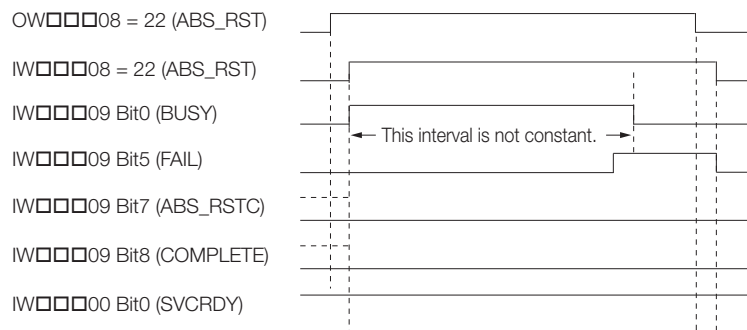 OW□□□08 = 22 (ABS_RST)
IW□□□08 = 22 (ABS_RST)
IW□□□09 Bit0 (BUSY)
This interval is not constant.
IW□□□09 Bit5 (FAIL)
IW□□□09 Bit7 (ABS_RSTC)
IW□□□09 Bit8 (COMPLETE)
IW□□□00 Bit0 (SVCRDY)